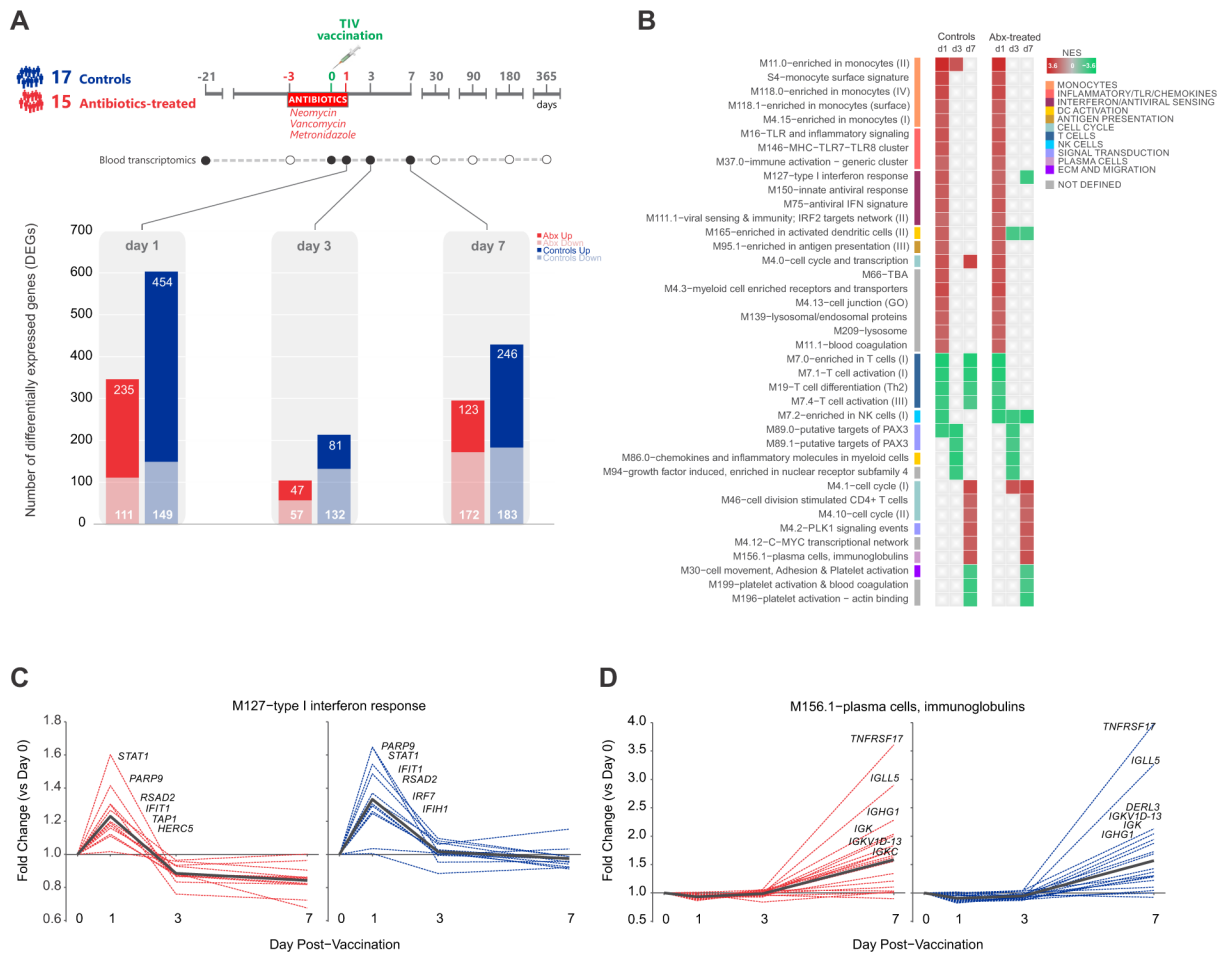 A
TIV
vaccination
17 Controls
15 Antibiotics-treated
-21 -3 0 1 3 7 30 90 180 365
days
ANTIBIOTICS
Neomycin
Vancomycin
Metronidazole
Blood transcriptomics
Number of differentially expressed genes (DEGs)
700
600
500
400
300
200
100
0
day 1
day 3
day 7
Abx Up
Abx Down
Controls Up
Controls Down
235
111
454
149
47
57
81
132
123
172
246
183
B
Controls Abx-treated
d1 d3 d7 d1 d3 d7
M11.0−enriched in monocytes (II)
S4−monocyte surface signature
M118.0−enriched in monocytes (IV)
M118.1−enriched in monocytes (surface)
M4.15−enriched in monocytes (I)
M16−TLR and inflammatory signaling
M146−MHC−TLR7−TLR8 cluster
M37.0−immune activation − generic cluster
M127−type I interferon response
M150−innate antiviral response
M75−antiviral IFN signature
M111.1−viral sensing & immunity; IRF2 targets network (II)
M165−enriched in activated dendritic cells (II)
M95.1−enriched in antigen presentation (III)
M4.0−cell cycle and transcription
M66−TBA
M4.3−myeloid cell enriched receptors and transporters
M4.13−cell junction (GO)
M139−lysosomal/endosomal proteins
M209−lysosome
M11.1−blood coagulation
M7.0−enriched in T cells (I)
M7.1−T cell activation (I)
M19−T cell differentiation (Th2)
M7.4−T cell activation (III)
M7.2−enriched in NK cells (I)
M89.0−putative targets of PAX3
M89.1−putative targets of PAX3
M86.0−chemokines and inflammatory molecules in myeloid cells
M94−growth factor induced, enriched in nuclear receptor subfamily 4
M4.1−cell cycle (I)
M46−cell division stimulated CD4+ T cells
M4.10−cell cycle (II)
M4.2−PLK1 signaling events
M4.12−C−MYC transcriptional network
M156.1−plasma cells, immunoglobulins
M30−cell movement, Adhesion & Platelet activation
M199−platelet activation & blood coagulation
M196−platelet activation − actin binding
NES
3.6 0 −3.6
MONOCYTES
INFLAMMATORY/TLR/CHEMOKINES
INTERFERON/ANTIVIRAL SENSING
DC ACTIVATION
ANTIGEN PRESENTATION
CELL CYCLE
T CELLS
NK CELLS
SIGNAL TRANSDUCTION
PLASMA CELLS
ECM AND MIGRATION
NOT DEFINED
C
M127−type I interferon response
Fold Change (vs Day 0)
1.8
1.6
1.4
1.2
1.0
0.8
0.6
STAT1
PARP9
RSAD2
IFIT1
TAP1
HERC5
PARP9
STAT1
IFIT1
RSAD2
IRF7
IFIH1
0 1 3 7 0 1 3 7
Day Post−Vaccination
D
M156.1−plasma cells, immunoglobulins
Fold Change (vs Day 0)
4.0
3.5
3.0
2.5
2.0
1.5
1.0
0.5
TNFRSF17
IGLL5
IGHG1
IGK
IGKV1D-13
IGKC
TNFRSF17
IGLL5
DERL3
IGKV1D-13
IGK
IGHG1
0 1 3 7 0 1 3 7
Day Post−Vaccination